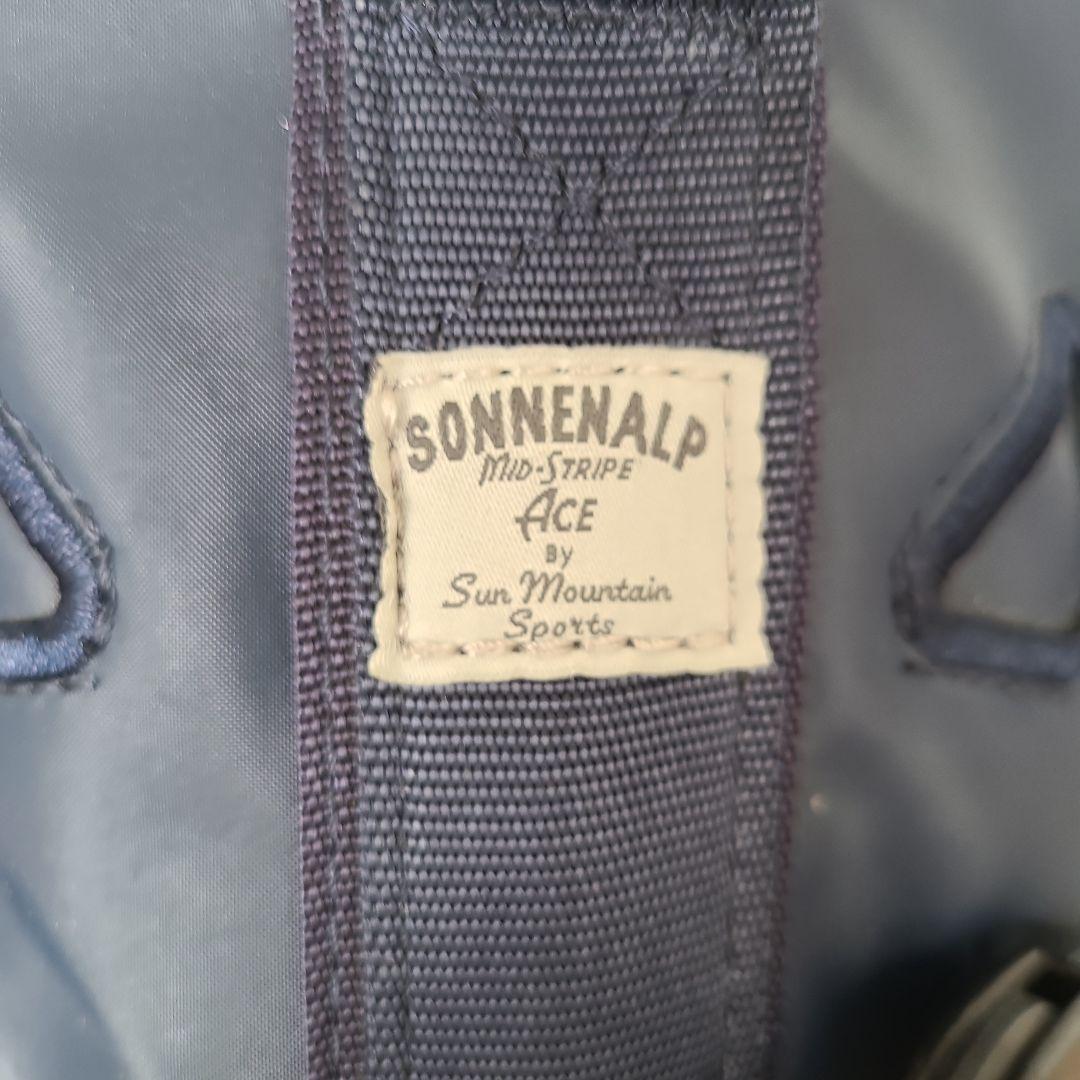 SONNENALP
MID-STRIPE
ACE
BY
Sun Mountain
Sports